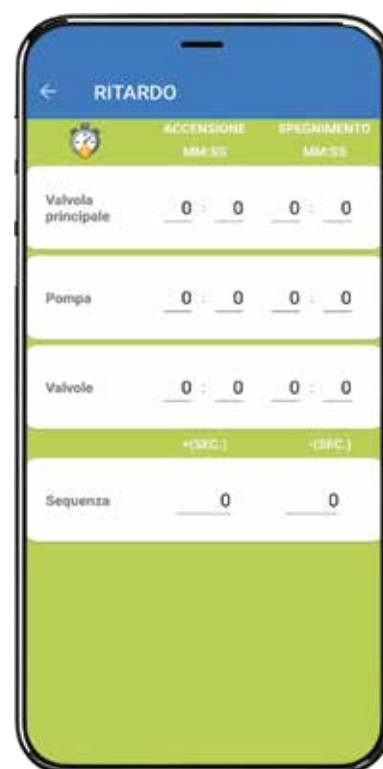 RITARDO
ACCENSIONE SPEGNIMENTO
MM:SS MM:SS
Valvola
principale
0 : 0 0 : 0
Pompa 0 : 0 0 : 0
Valvole 0 : 0 0 : 0
+(SEC.) -(SEC.)
Sequenza 0 0